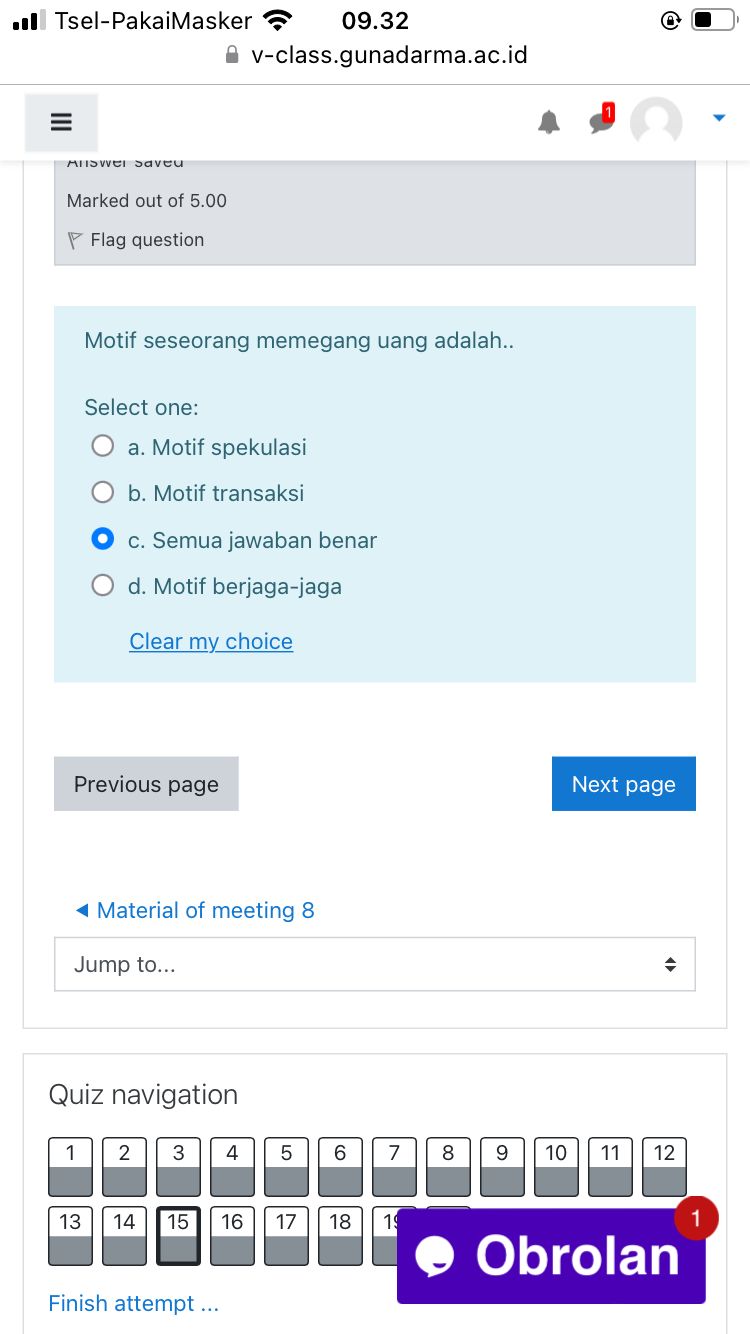 Tsel-PakaiMasker 09.32
v-class.gunadarma.ac.id
1
Answer saved
Marked out of 5.00
Flag question
Motif seseorang memegang uang adalah..
Select one:
a. Motif spekulasi
b. Motif transaksi
c. Semua jawaban benar
d. Motif berjaga-jaga
Clear my choice
Previous page Next page
Material of meeting 8
Jump to...
Quiz navigation
1 2 3 4 5 6 7 8 9 10 11 12
13 14 15 16 17 18 19
1
Obrolan
Finish attempt ...